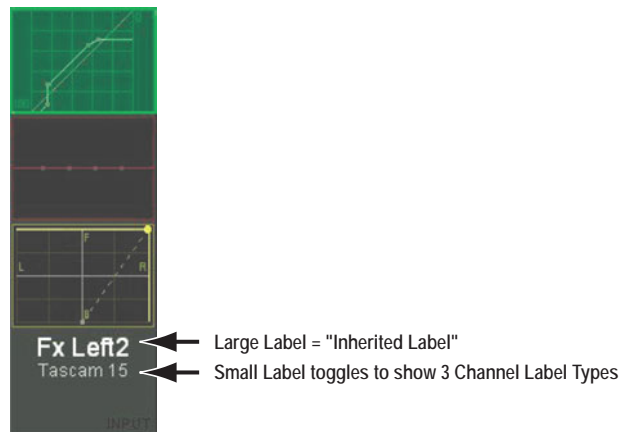 F
L
R
B
Fx Left2
Large Label = "Inherited Label"
Tascam 15
Small Label toggles to show 3 Channel Label Types
INPUT